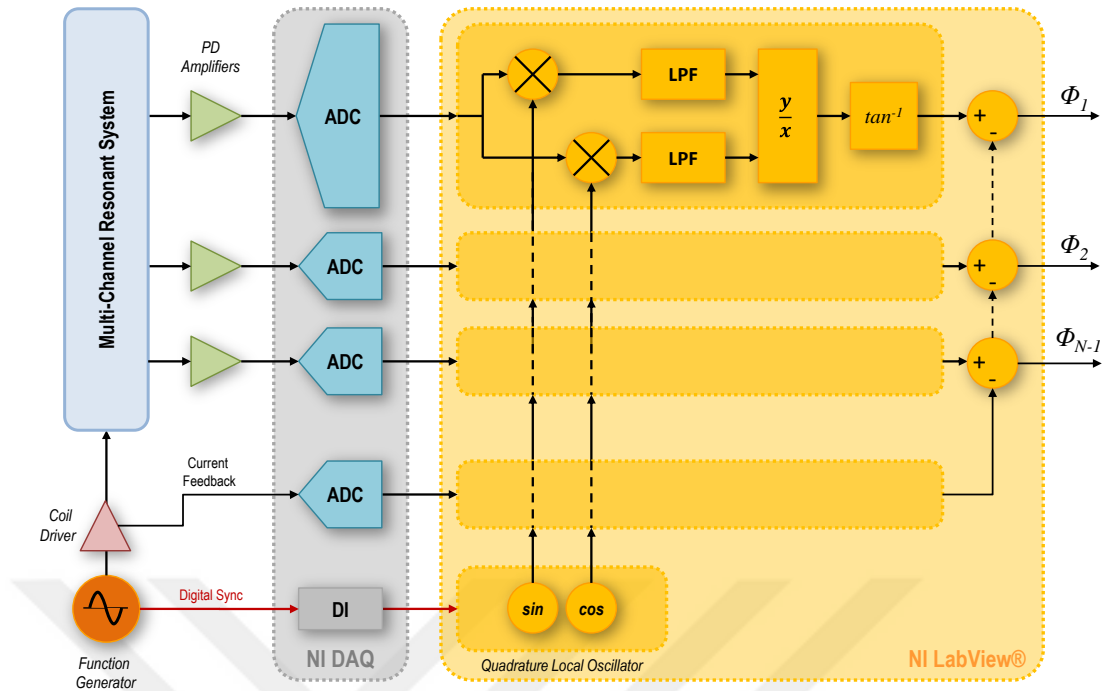 Multi-Channel Resonant System
PD
Amplifiers
ADC
LPF
LPF
y
x
tan⁻¹
+
-
Φ₁
ADC
+
-
Φ₂
ADC
+
-
Φ_{N-1}
Current
Feedback
ADC
Coil
Driver
Digital Sync
DI
sin
cos
Function
Generator
NI DAQ
Quadrature Local Oscillator
NI LabView®